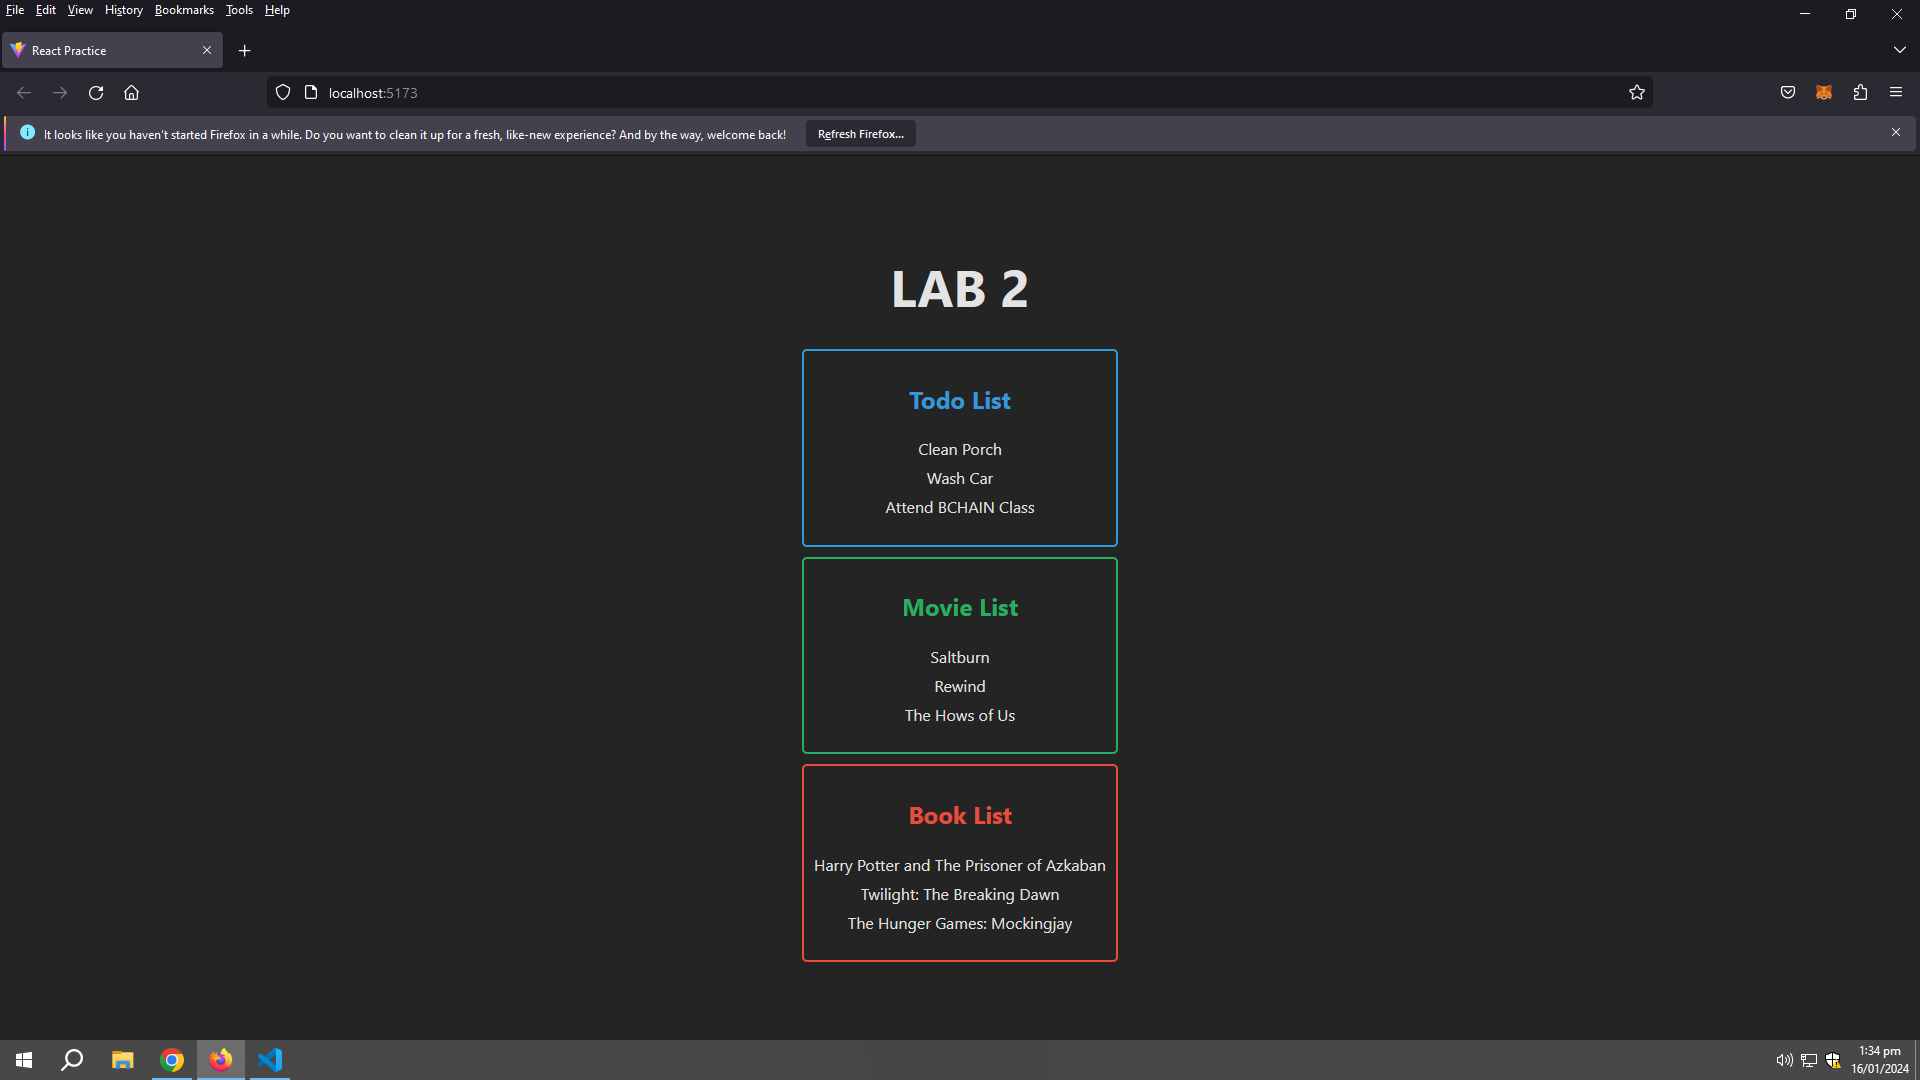 File Edit View History Bookmarks Tools Help
React Practice
localhost:5173
It looks like you haven't started Firefox in a while. Do you want to clean it up for a fresh, like-new experience? And by the way, welcome back! Refresh Firefox...
LAB 2
Todo List
Clean Porch
Wash Car
Attend BCHAIN Class
Movie List
Saltburn
Rewind
The Hows of Us
Book List
Harry Potter and The Prisoner of Azkaban
Twilight: The Breaking Dawn
The Hunger Games: Mockingjay
1:34 pm
16/01/2024